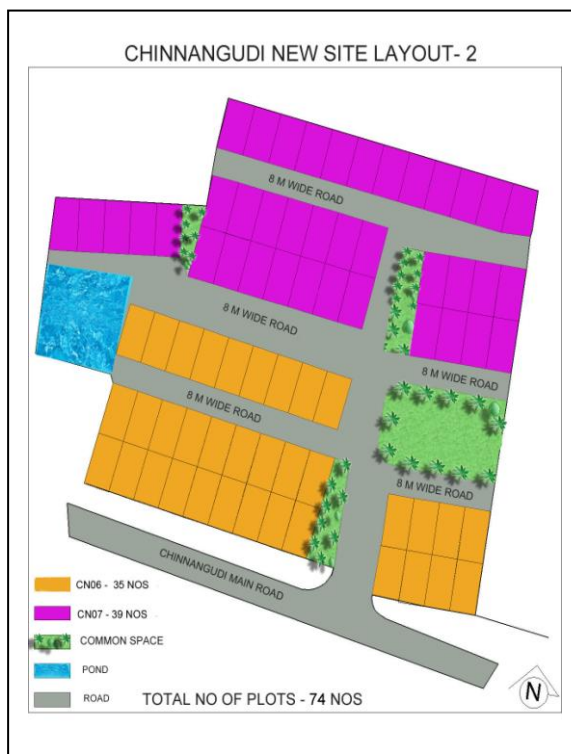 CHINNANGUDI NEW SITE LAYOUT- 2
8 M WIDE ROAD
8 M WIDE ROAD
8 M WIDE ROAD
8 M WIDE ROAD
8 M WIDE ROAD
CHINNANGUDI MAIN ROAD
CN06 - 35 NOS
CN07 - 39 NOS
COMMON SPACE
POND
ROAD
TOTAL NO OF PLOTS - 74 NOS
N